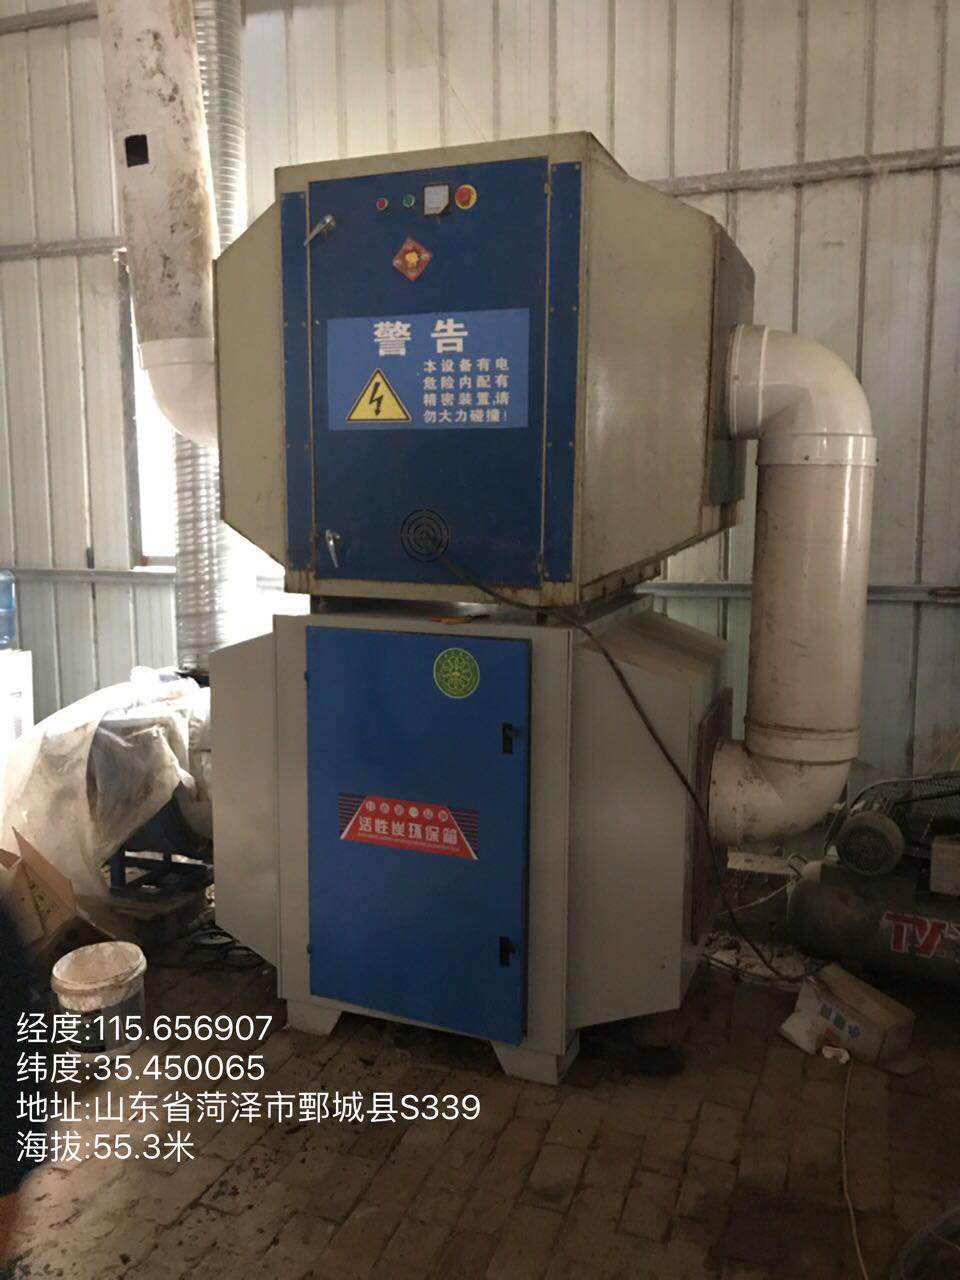 警告
本设备有电
危险内配有
精密装置,请
勿大力碰撞!
活性炭环保箱
TY
经度:115.656907
纬度:35.450065
地址:山东省菏泽市鄄城县S339
海拔:55.3米